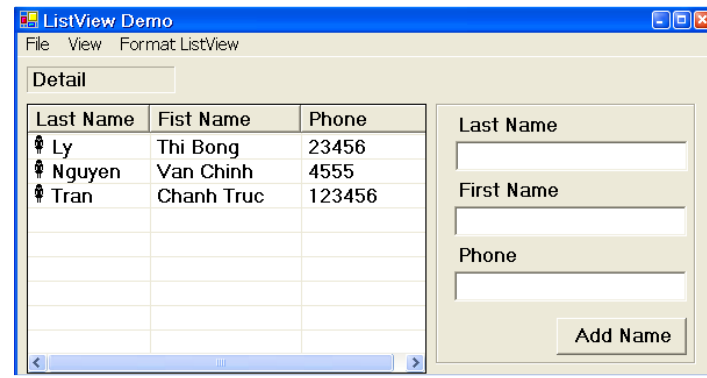 ListView Demo
File View Format ListView
Detail
Last Name Fist Name Phone
Ly Thi Bong 23456
Nguyen Van Chinh 4555
Tran Chanh Truc 123456
Last Name
First Name
Phone
Add Name